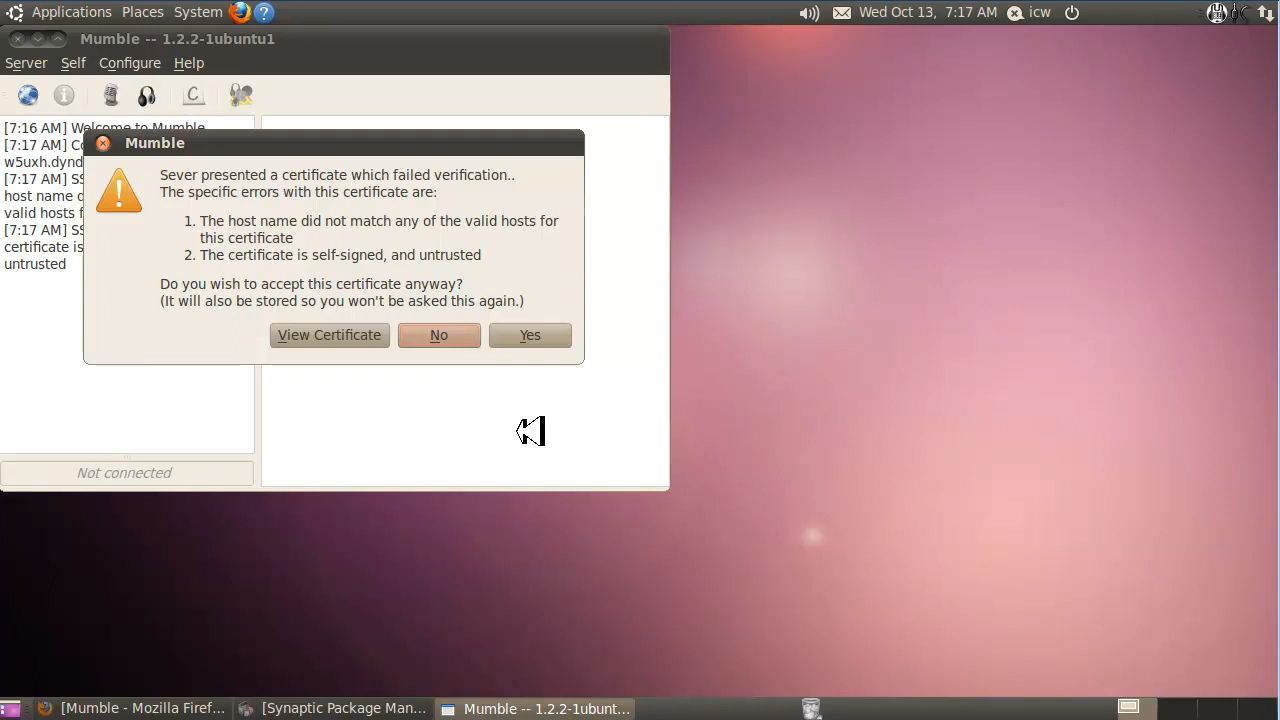 Applications Places System Wed Oct 13, 7:17 AM icw
Mumble -- 1.2.2-1ubuntu1
Server Self Configure Help
[7:16 AM] Welcome to Mumble.
[7:17 AM]
w5uxh.dynd
[7:17 AM]
host name
valid hosts f
[7:17 AM]
certificate is
untrusted
Mumble
Sever presented a certificate which failed verification..
The specific errors with this certificate are:
1. The host name did not match any of the valid hosts for
this certificate
2. The certificate is self-signed, and untrusted
Do you wish to accept this certificate anyway?
(It will also be stored so you won't be asked this again.)
View Certificate No Yes
Not connected
[Mumble - Mozilla Firef... [Synaptic Package Man... Mumble -- 1.2.2-1ubunt...